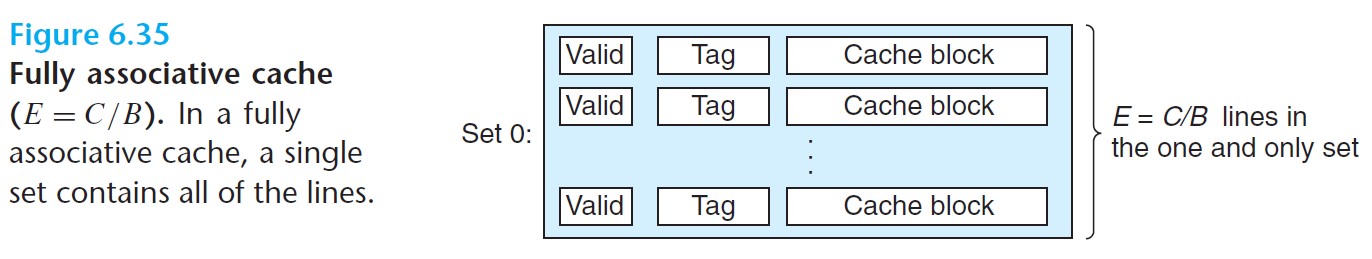 Figure 6.35
Fully associative cache
(E = C/B). In a fully
associative cache, a single
set contains all of the lines.
Set 0:
Valid Tag Cache block
Valid Tag Cache block
⋮
Valid Tag Cache block
E = C/B lines in
the one and only set